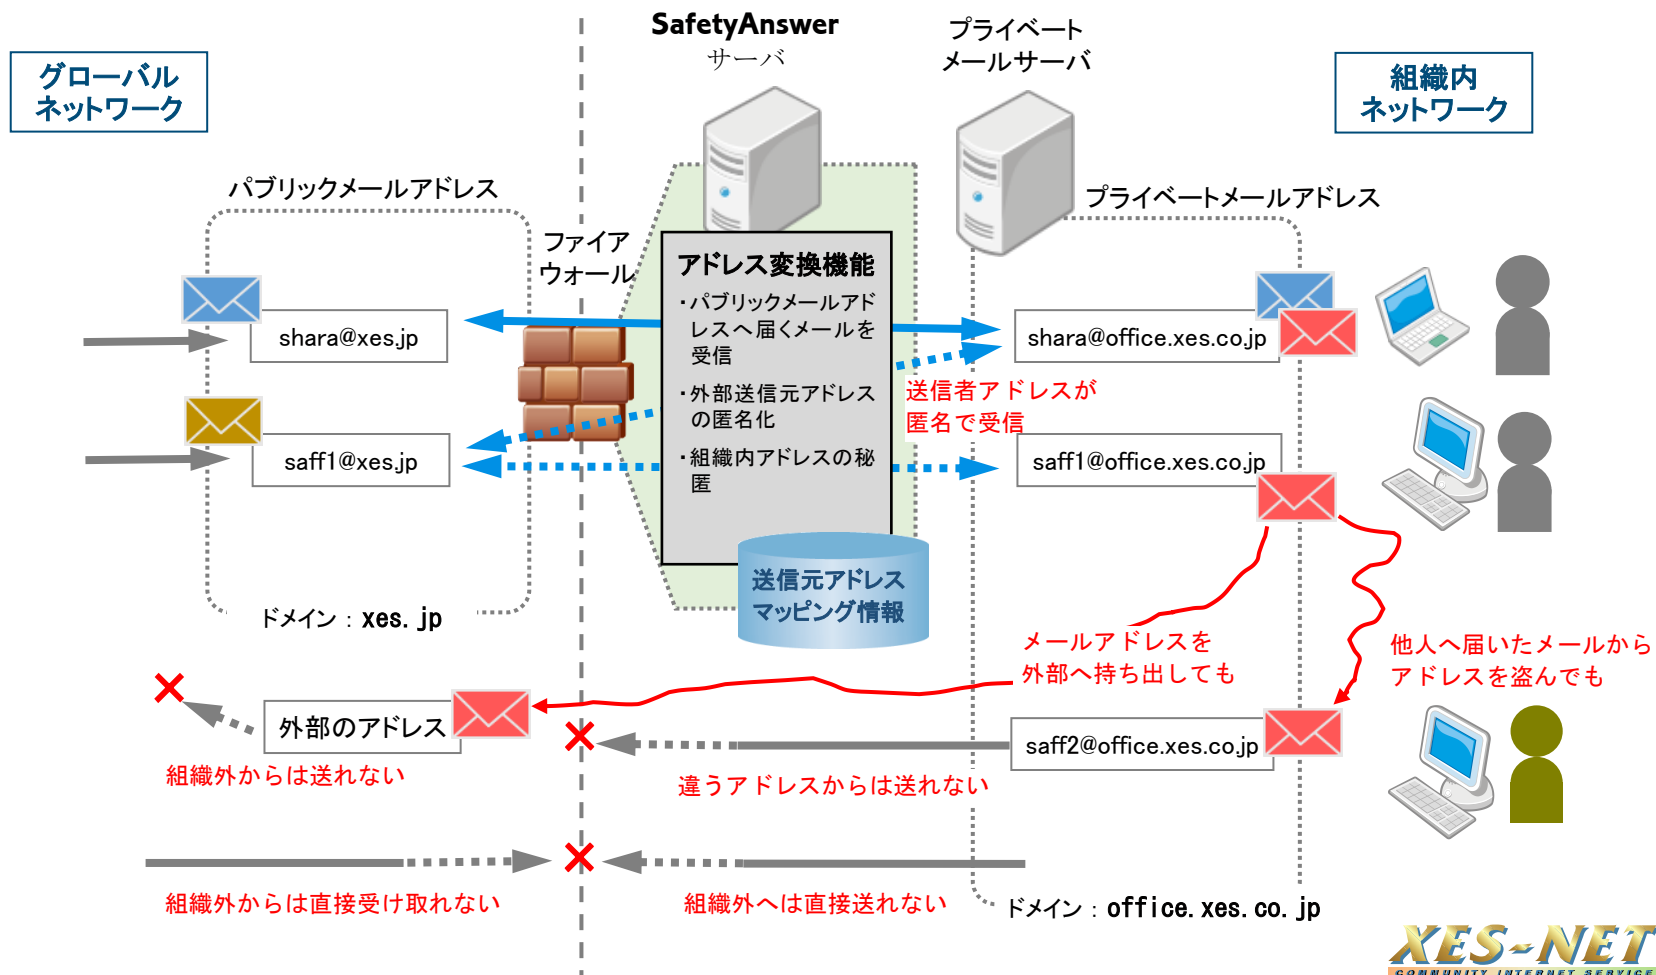 SafetyAnswer
サーバ
プライベート
メールサーバ
グローバル
ネットワーク
組織内
ネットワーク
パブリックメールアドレス
プライベートメールアドレス
ファイア
ウォール
アドレス変換機能
・パブリックメールアド
レスへ届くメールを
受信
・外部送信元アドレス
の匿名化
・組織内アドレスの秘
匿
shara@xes.jp
shara@office.xes.co.jp
送信者アドレスが
匿名で受信
saff1@xes.jp
saff1@office.xes.co.jp
送信元アドレス
マッピング情報
ドメイン：xes.jp
メールアドレスを
外部へ持ち出しても
他人へ届いたメールから
アドレスを盗んでも
外部のアドレス
saff2@office.xes.co.jp
組織外からは送れない
違うアドレスからは送れない
組織外からは直接受け取れない
組織外へは直接送れない
ドメイン：office.xes.co.jp
XES-NET
COMMUNITY INTERNET SERVICE